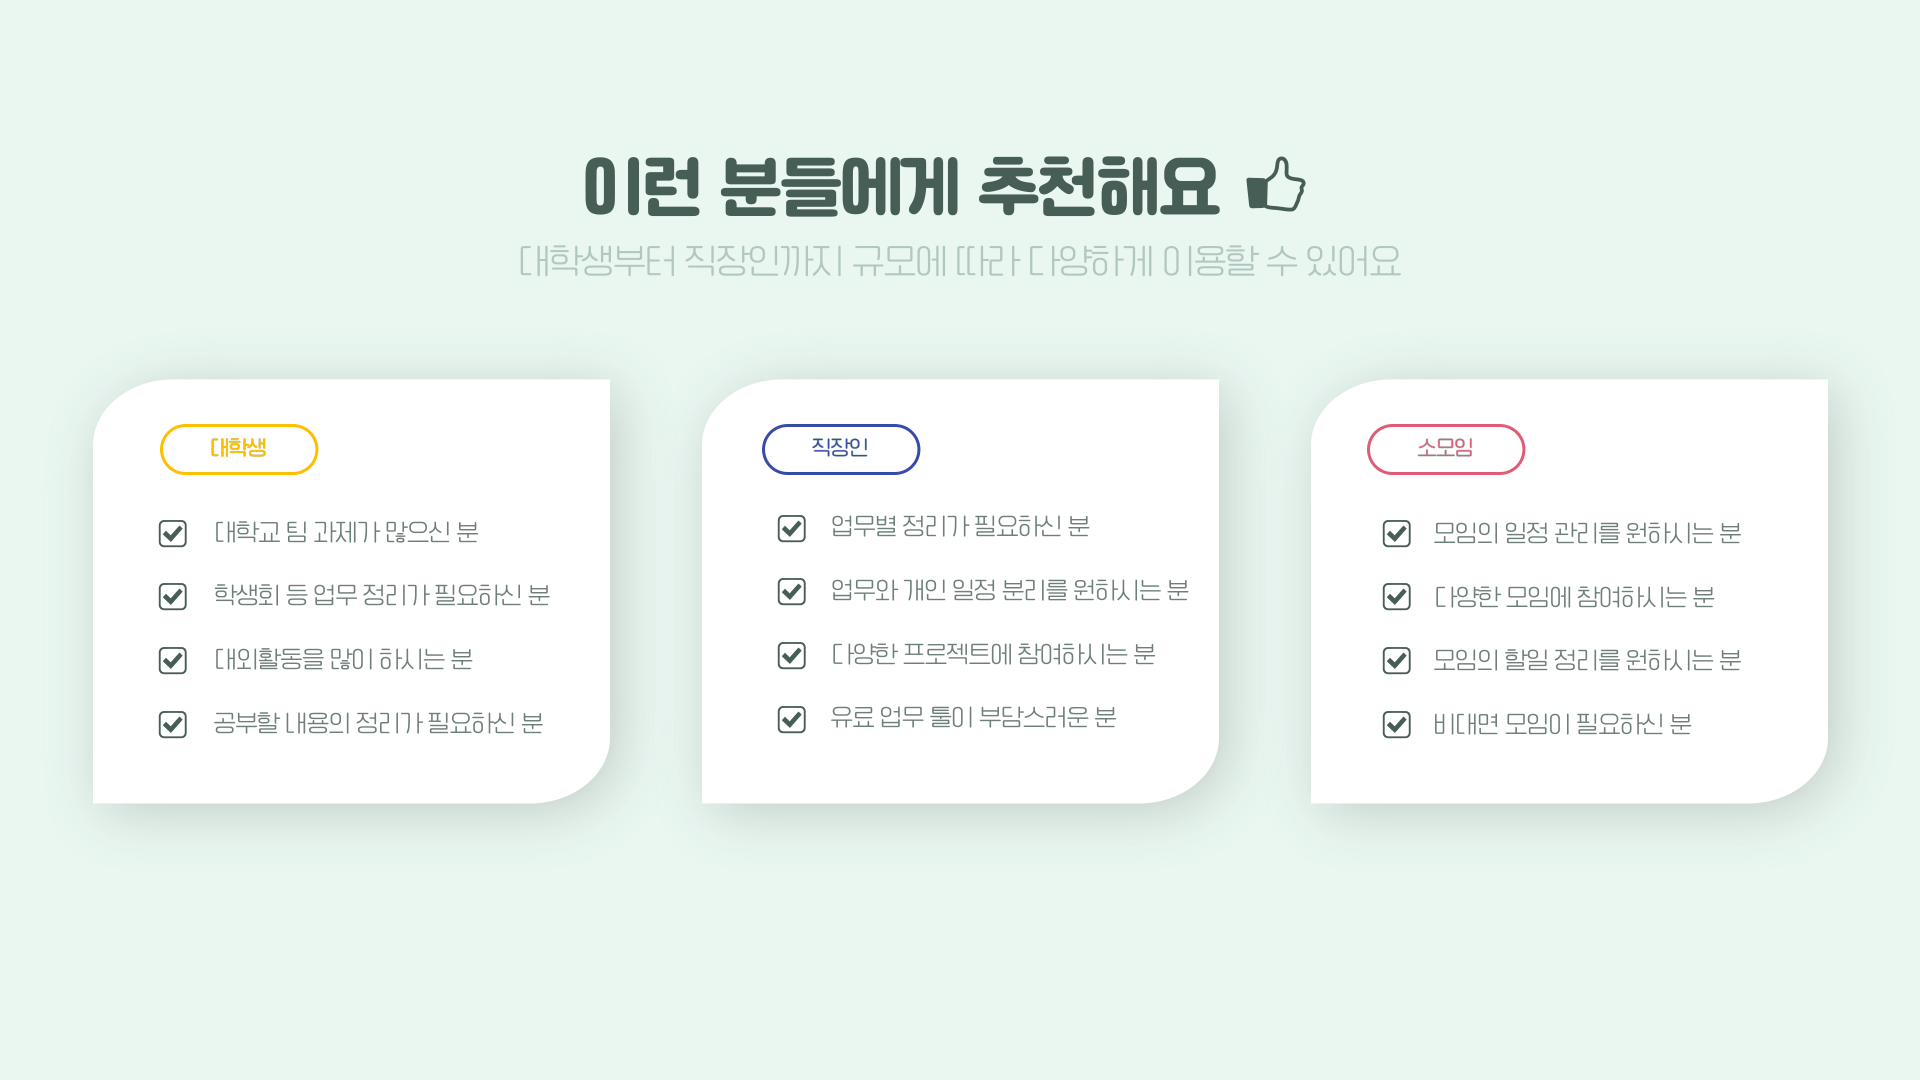 이런 분들에게 추천해요
대학생부터 직장인까지 규모에 따라 다양하게 이용할 수 있어요
대학생
대학교 팀 과제가 많으신 분
학생회 등 업무 정리가 필요하신 분
대외활동을 많이 하시는 분
공부할 내용의 정리가 필요하신 분
직장인
업무별 정리가 필요하신 분
업무와 개인 일정 분리를 원하시는 분
다양한 프로젝트에 참여하시는 분
유료 업무 툴이 부담스러운 분
소모임
모임의 일정 관리를 원하시는 분
다양한 모임에 참여하시는 분
모임의 할일 정리를 원하시는 분
비대면 모임이 필요하신 분